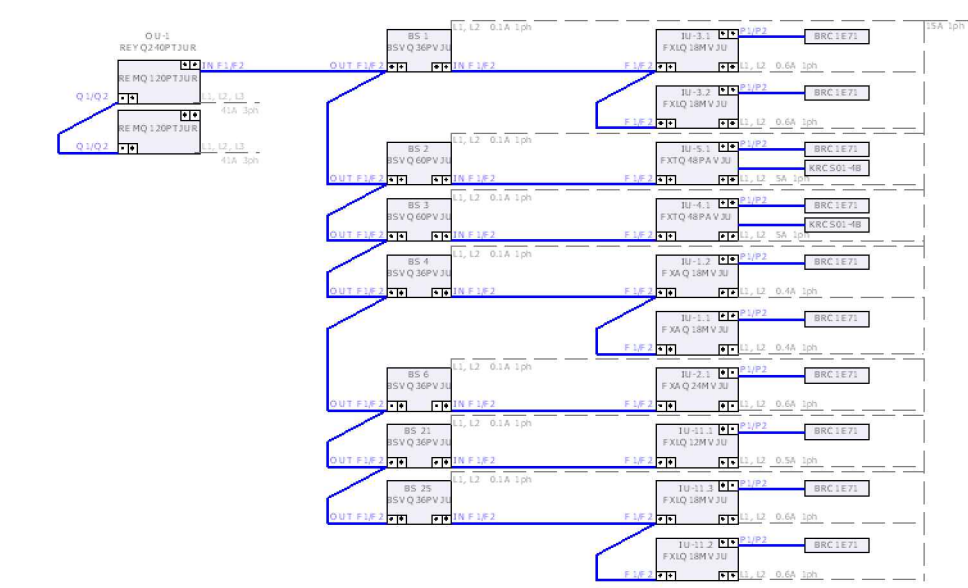 OU-1
REYQ240PTJUR
REMQ120PTJUR
IN F1/F2
Q1/Q2
L1, L2, L3
41A 3ph
REMQ120PTJUR
Q1/Q2
L1, L2, L3
41A 3ph
15A 1ph
BS 1
BSVQ36PVJU
L1, L2 0.1A 1ph
OUT F1/F2
IN F1/F2
IU-3.1
FXLQ18MVJU
P1/P2
BRC1E71
F1/F2
L1, L2 0.6A 1ph
IU-3.2
FXLQ18MVJU
P1/P2
BRC1E71
F1/F2
L1, L2 0.6A 1ph
BS 2
BSVQ60PVJU
L1, L2 0.1A 1ph
OUT F1/F2
IN F1/F2
IU-5.1
FXTQ48PAVJU
P1/P2
BRC1E71
KRCS01-4B
F1/F2
L1, L2 5A 1ph
BS 3
BSVQ60PVJU
L1, L2 0.1A 1ph
OUT F1/F2
IN F1/F2
IU-4.1
FXTQ48PAVJU
P1/P2
BRC1E71
KRCS01-4B
F1/F2
L1, L2 5A 1ph
BS 4
BSVQ36PVJU
L1, L2 0.1A 1ph
OUT F1/F2
IN F1/F2
IU-1.2
FXAQ18MVJU
P1/P2
BRC1E71
F1/F2
L1, L2 0.4A 1ph
IU-1.1
FXAQ18MVJU
P1/P2
BRC1E71
F1/F2
L1, L2 0.4A 1ph
BS 6
BSVQ36PVJU
L1, L2 0.1A 1ph
OUT F1/F2
IN F1/F2
IU-2.1
FXAQ24MVJU
P1/P2
BRC1E71
F1/F2
L1, L2 0.6A 1ph
BS 21
BSVQ36PVJU
L1, L2 0.1A 1ph
OUT F1/F2
IN F1/F2
IU-11.1
FXLQ12MVJU
P1/P2
BRC1E71
F1/F2
L1, L2 0.5A 1ph
BS 25
BSVQ36PVJU
L1, L2 0.1A 1ph
OUT F1/F2
IN F1/F2
IU-11.3
FXLQ18MVJU
P1/P2
BRC1E71
F1/F2
L1, L2 0.6A 1ph
IU-11.2
FXLQ18MVJU
P1/P2
BRC1E71
F1/F2
L1, L2 0.6A 1ph